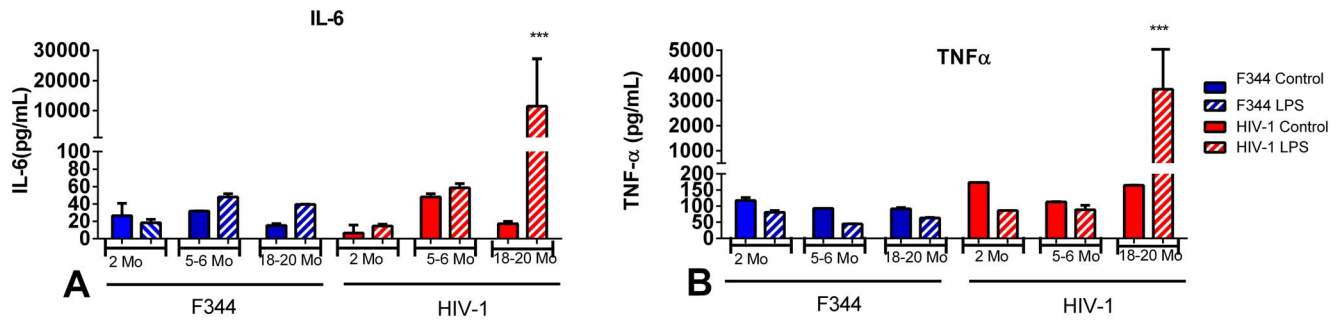 IL-6
***
IL-6(pg/mL)
30000
20000
10000
100
80
60
40
20
0
2 Mo
5-6 Mo
18-20 Mo
2 Mo
5-6 Mo
18-20 Mo
A
F344
HIV-1
TNFα
***
TNF-α (pg/mL)
5000
4000
3000
2000
200
150
100
50
0
2 Mo
5-6 Mo
18-20 Mo
2 Mo
5-6 Mo
18-20 Mo
B
F344
HIV-1
F344 Control
F344 LPS
HIV-1 Control
HIV-1 LPS